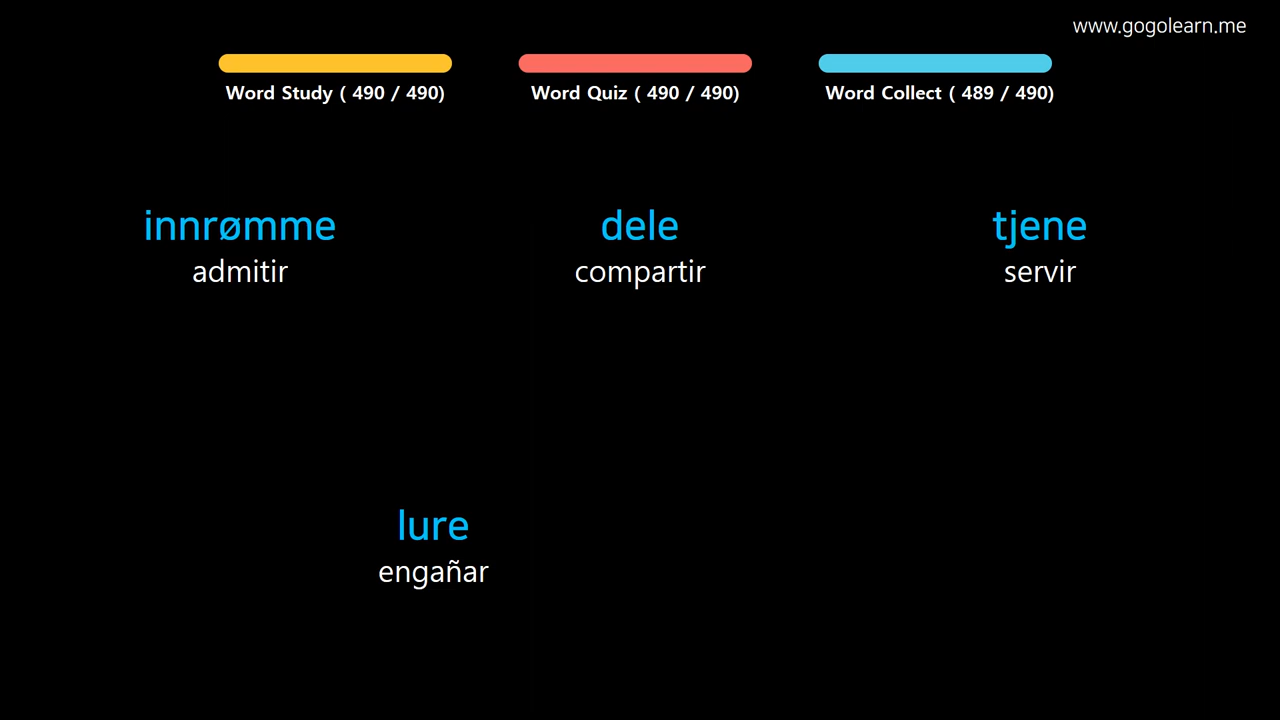 www.gogolearn.me
Word Study ( 490 / 490)
Word Quiz ( 490 / 490)
Word Collect ( 489 / 490)
innrømme
admitir
dele
compartir
tjene
servir
lure
engañar